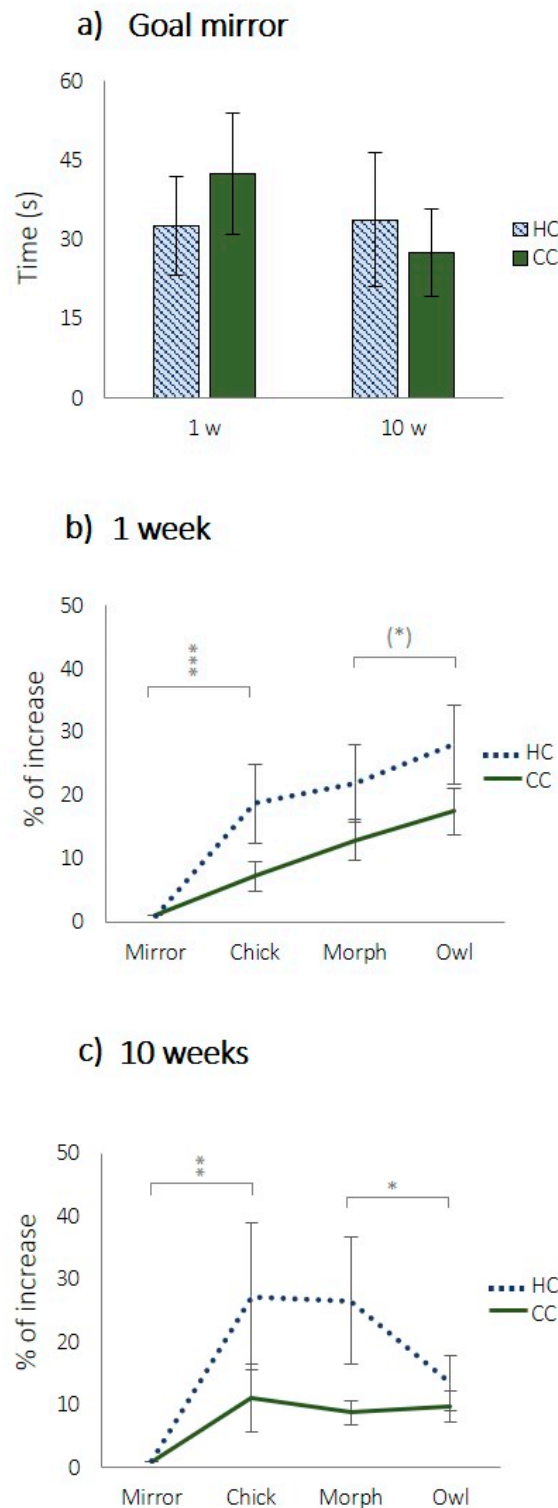 a) Goal mirror
60
45
30
15
0
Time (s)
HC
CC
1 w 10 w
b) 1 week
50
40
30
20
10
0
% of increase
***
(*)
HC
CC
Mirror Chick Morph Owl
c) 10 weeks
50
40
30
20
10
0
% of increase
**
*
HC
CC
Mirror Chick Morph Owl